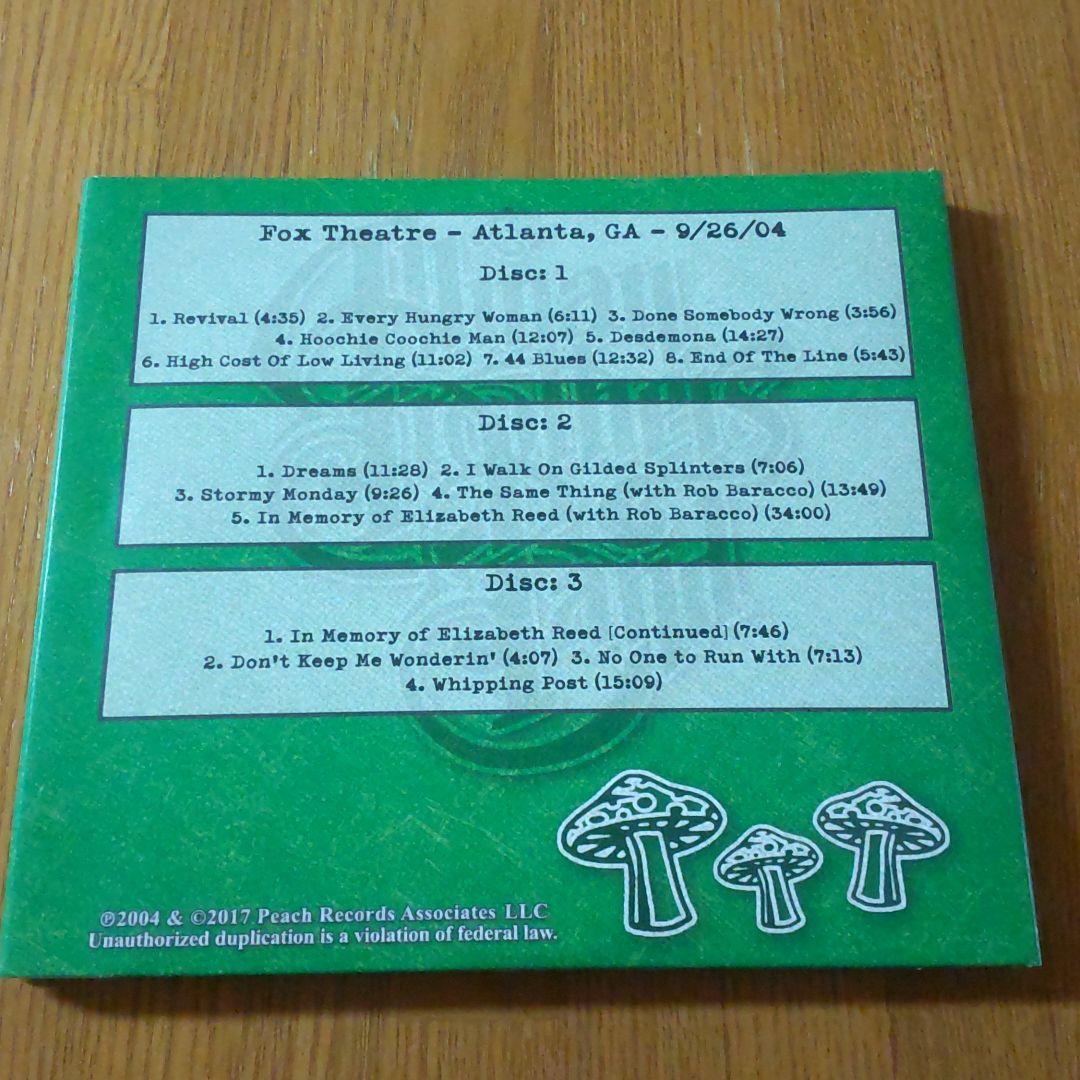 Fox Theatre - Atlanta, GA - 9/26/04
Disc: 1
1. Revival (4:35) 2. Every Hungry Woman (6:11) 3. Done Somebody Wrong (3:56)
4. Hoochie Coochie Man (12:07) 5. Desdemona (14:27)
6. High Cost Of Low Living (11:02) 7. 44 Blues (12:32) 8. End Of The Line (5:43)
Disc: 2
1. Dreams (11:28) 2. I Walk On Gilded Splinters (7:06)
3. Stormy Monday (9:26) 4. The Same Thing (with Rob Baracco) (13:49)
5. In Memory of Elizabeth Reed (with Rob Baracco) (34:00)
Disc: 3
1. In Memory of Elizabeth Reed [Continued] (7:46)
2. Don't Keep Me Wonderin' (4:07) 3. No One to Run With (7:13)
4. Whipping Post (15:09)
℗2004 & ©2017 Peach Records Associates LLC
Unauthorized duplication is a violation of federal law.